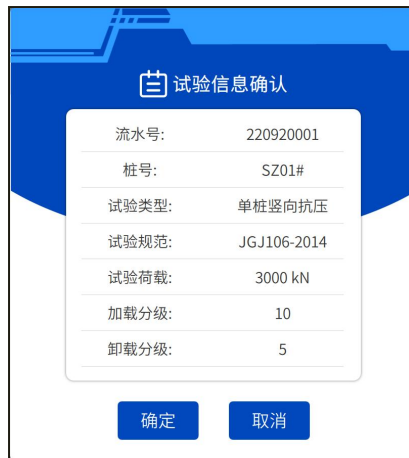 试验信息确认
流水号: 220920001
桩号: SZ01#
试验类型: 单桩竖向抗压
试验规范: JGJ106-2014
试验荷载: 3000 kN
加载分级: 10
卸载分级: 5
确定 取消